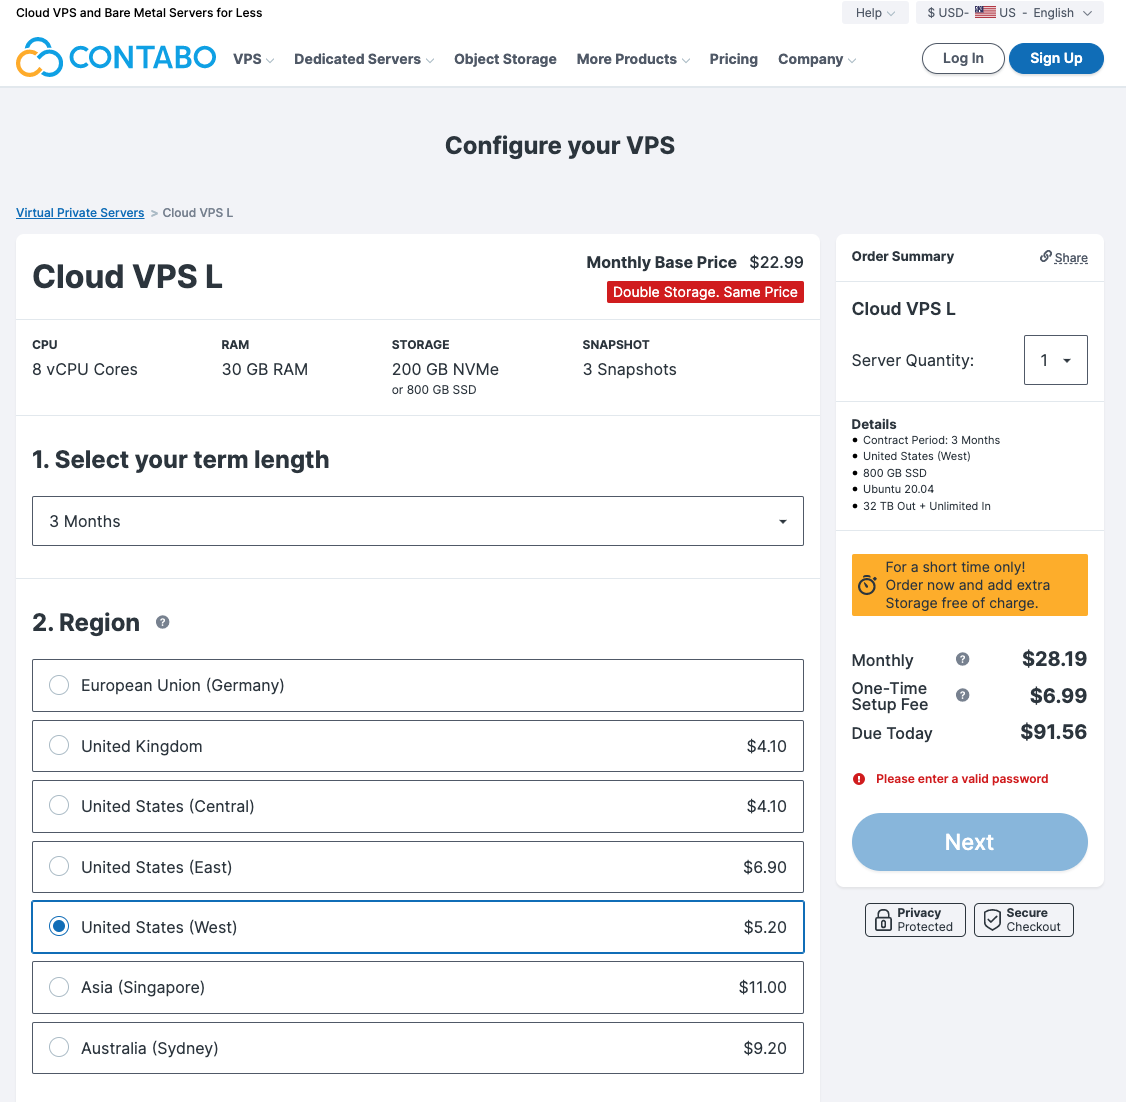 Cloud VPS and Bare Metal Servers for Less
Help
$ USD- US - English
CONTABO
VPS
Dedicated Servers
Object Storage
More Products
Pricing
Company
Log In
Sign Up
Configure your VPS
Virtual Private Servers > Cloud VPS L
Cloud VPS L
Monthly Base Price $22.99
Double Storage. Same Price
CPU
8 vCPU Cores
RAM
30 GB RAM
STORAGE
200 GB NVMe
or 800 GB SSD
SNAPSHOT
3 Snapshots
1. Select your term length
3 Months
2. Region ?
European Union (Germany)
United Kingdom $4.10
United States (Central) $4.10
United States (East) $6.90
United States (West) $5.20
Asia (Singapore) $11.00
Australia (Sydney) $9.20
Order Summary
Share
Cloud VPS L
Server Quantity: 1
Details
• Contract Period: 3 Months
• United States (West)
• 800 GB SSD
• Ubuntu 20.04
• 32 TB Out + Unlimited In
For a short time only!
Order now and add extra
Storage free of charge.
Monthly ? $28.19
One-Time
Setup Fee ? $6.99
Due Today $91.56
! Please enter a valid password
Next
Privacy
Protected
Secure
Checkout